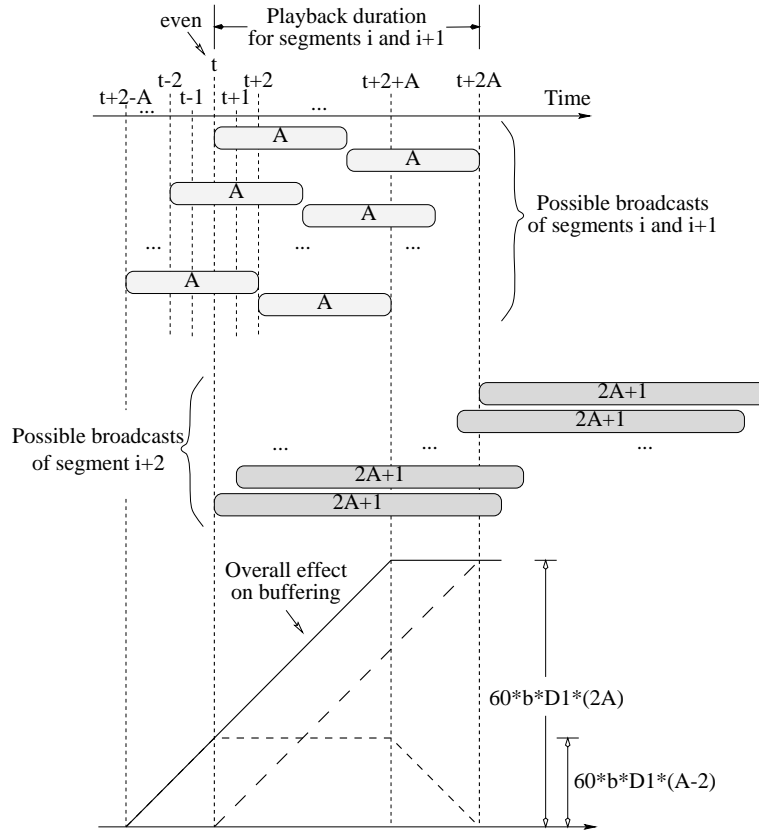 even
Playback duration
for segments i and i+1
t
t-2
t+2
t+2+A
t+2A
t+2-A
t-1
t+1
Time
...
...
A
A
A
A
Possible broadcasts
of segments i and i+1
...
...
...
A
A
2A+1
2A+1
Possible broadcasts
of segment i+2
...
...
...
2A+1
2A+1
Overall effect
on buffering
60*b*D1*(2A)
60*b*D1*(A-2)